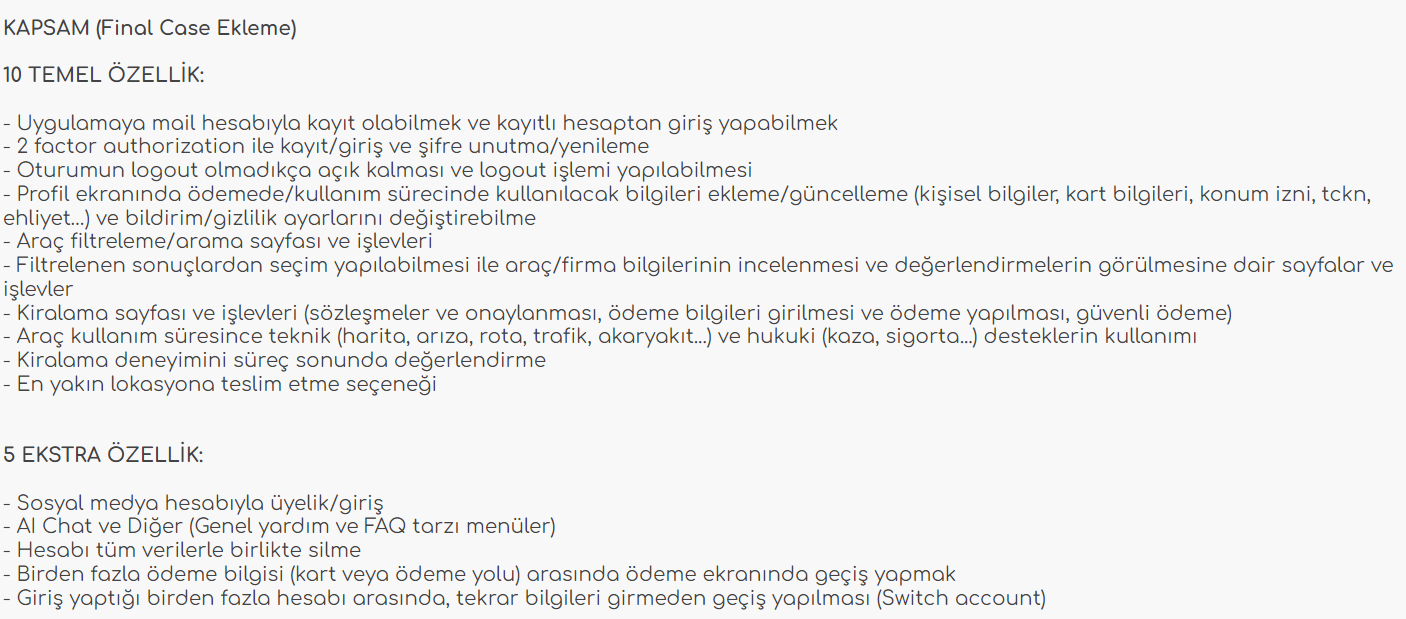 KAPSAM (Final Case Ekleme)
10 TEMEL ÖZELLİK:
- Uygulamaya mail hesabıyla kayıt olabilmek ve kayıtlı hesaptan giriş yapabilmek
- 2 factor authorization ile kayıt/giriş ve şifre unutma/yenileme
- Oturumun logout olmadıkça açık kalması ve logout işlemi yapılabilmesi
- Profil ekranında ödemede/kullanım sürecinde kullanılacak bilgileri ekleme/güncelleme (kişisel bilgiler, kart bilgileri, konum izni, tckn,
ehliyet...) ve bildirim/gizlilik ayarlarını değiştirebilme
- Araç filtreleme/arama sayfası ve işlevleri
- Filtrelenen sonuçlardan seçim yapılabilmesi ile araç/firma bilgilerinin incelenmesi ve değerlendirmelerin görülmesine dair sayfalar ve
işlevler
- Kiralama sayfası ve işlevleri (sözleşmeler ve onaylanması, ödeme bilgileri girilmesi ve ödeme yapılması, güvenli ödeme)
- Araç kullanım süresince teknik (harita, arıza, rota, trafik, akaryakıt...) ve hukuki (kaza, sigorta...) desteklerin kullanımı
- Kiralama deneyimini süreç sonunda değerlendirme
- En yakın lokasyona teslim etme seçeneği
5 EKSTRA ÖZELLİK:
- Sosyal medya hesabıyla üyelik/giriş
- AI Chat ve Diğer (Genel yardım ve FAQ tarzı menüler)
- Hesabı tüm verilerle birlikte silme
- Birden fazla ödeme bilgisi (kart veya ödeme yolu) arasında ödeme ekranında geçiş yapmak
- Giriş yaptığı birden fazla hesabı arasında, tekrar bilgileri girmeden geçiş yapılması (Switch account)